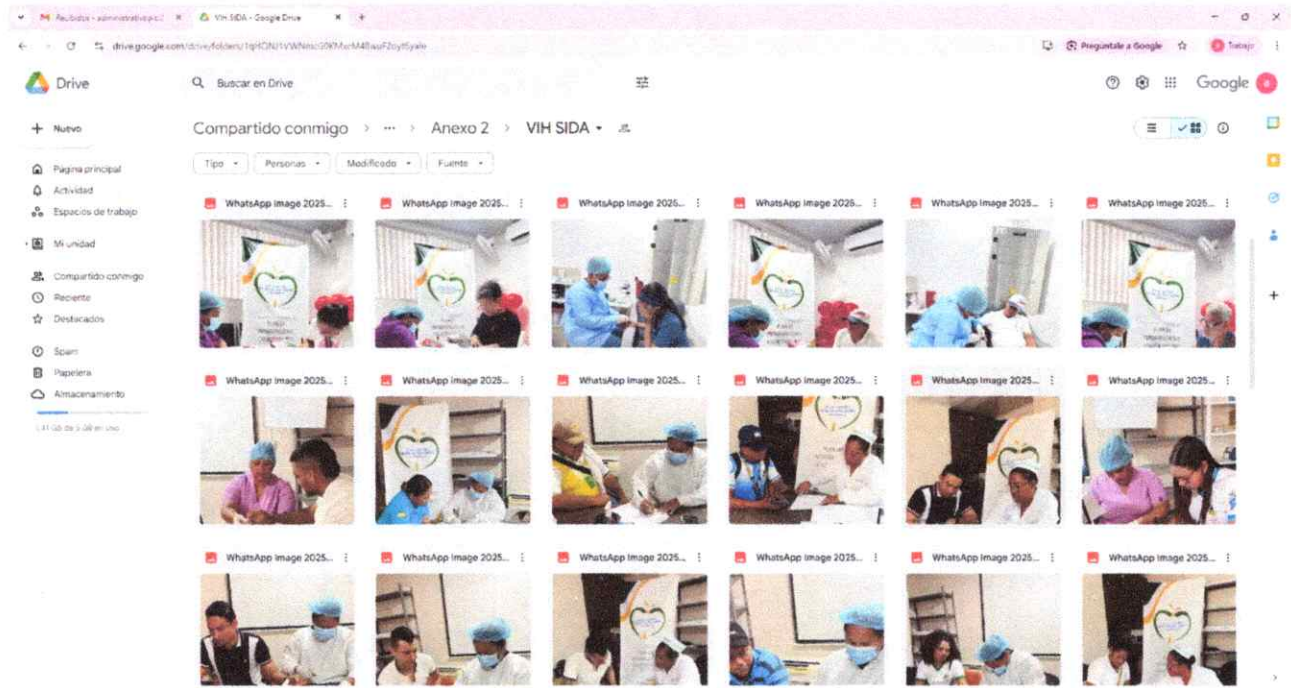 VIH SIDA - Google Drive
Pregúntale a Google
Trabajo
Drive
Buscar en Drive
Google
Nuevo
Compartido conmigo > ... > Anexo 2 > VIH SIDA
Tipo
Personas
Modificado
Fuente
Página principal
Actividad
Espacios de trabajo
Mi unidad
Compartido conmigo
Reciente
Destacados
Spam
Papelera
Almacenamiento
WhatsApp Image 2025... WhatsApp Image 2025... WhatsApp Image 2025... WhatsApp Image 2025... WhatsApp Image 2025... WhatsApp Image 2025...
WhatsApp Image 2025... WhatsApp Image 2025... WhatsApp Image 2025... WhatsApp Image 2025... WhatsApp Image 2025... WhatsApp Image 2025...
WhatsApp Image 2025... WhatsApp Image 2025... WhatsApp Image 2025... WhatsApp Image 2025... WhatsApp Image 2025... WhatsApp Image 2025...